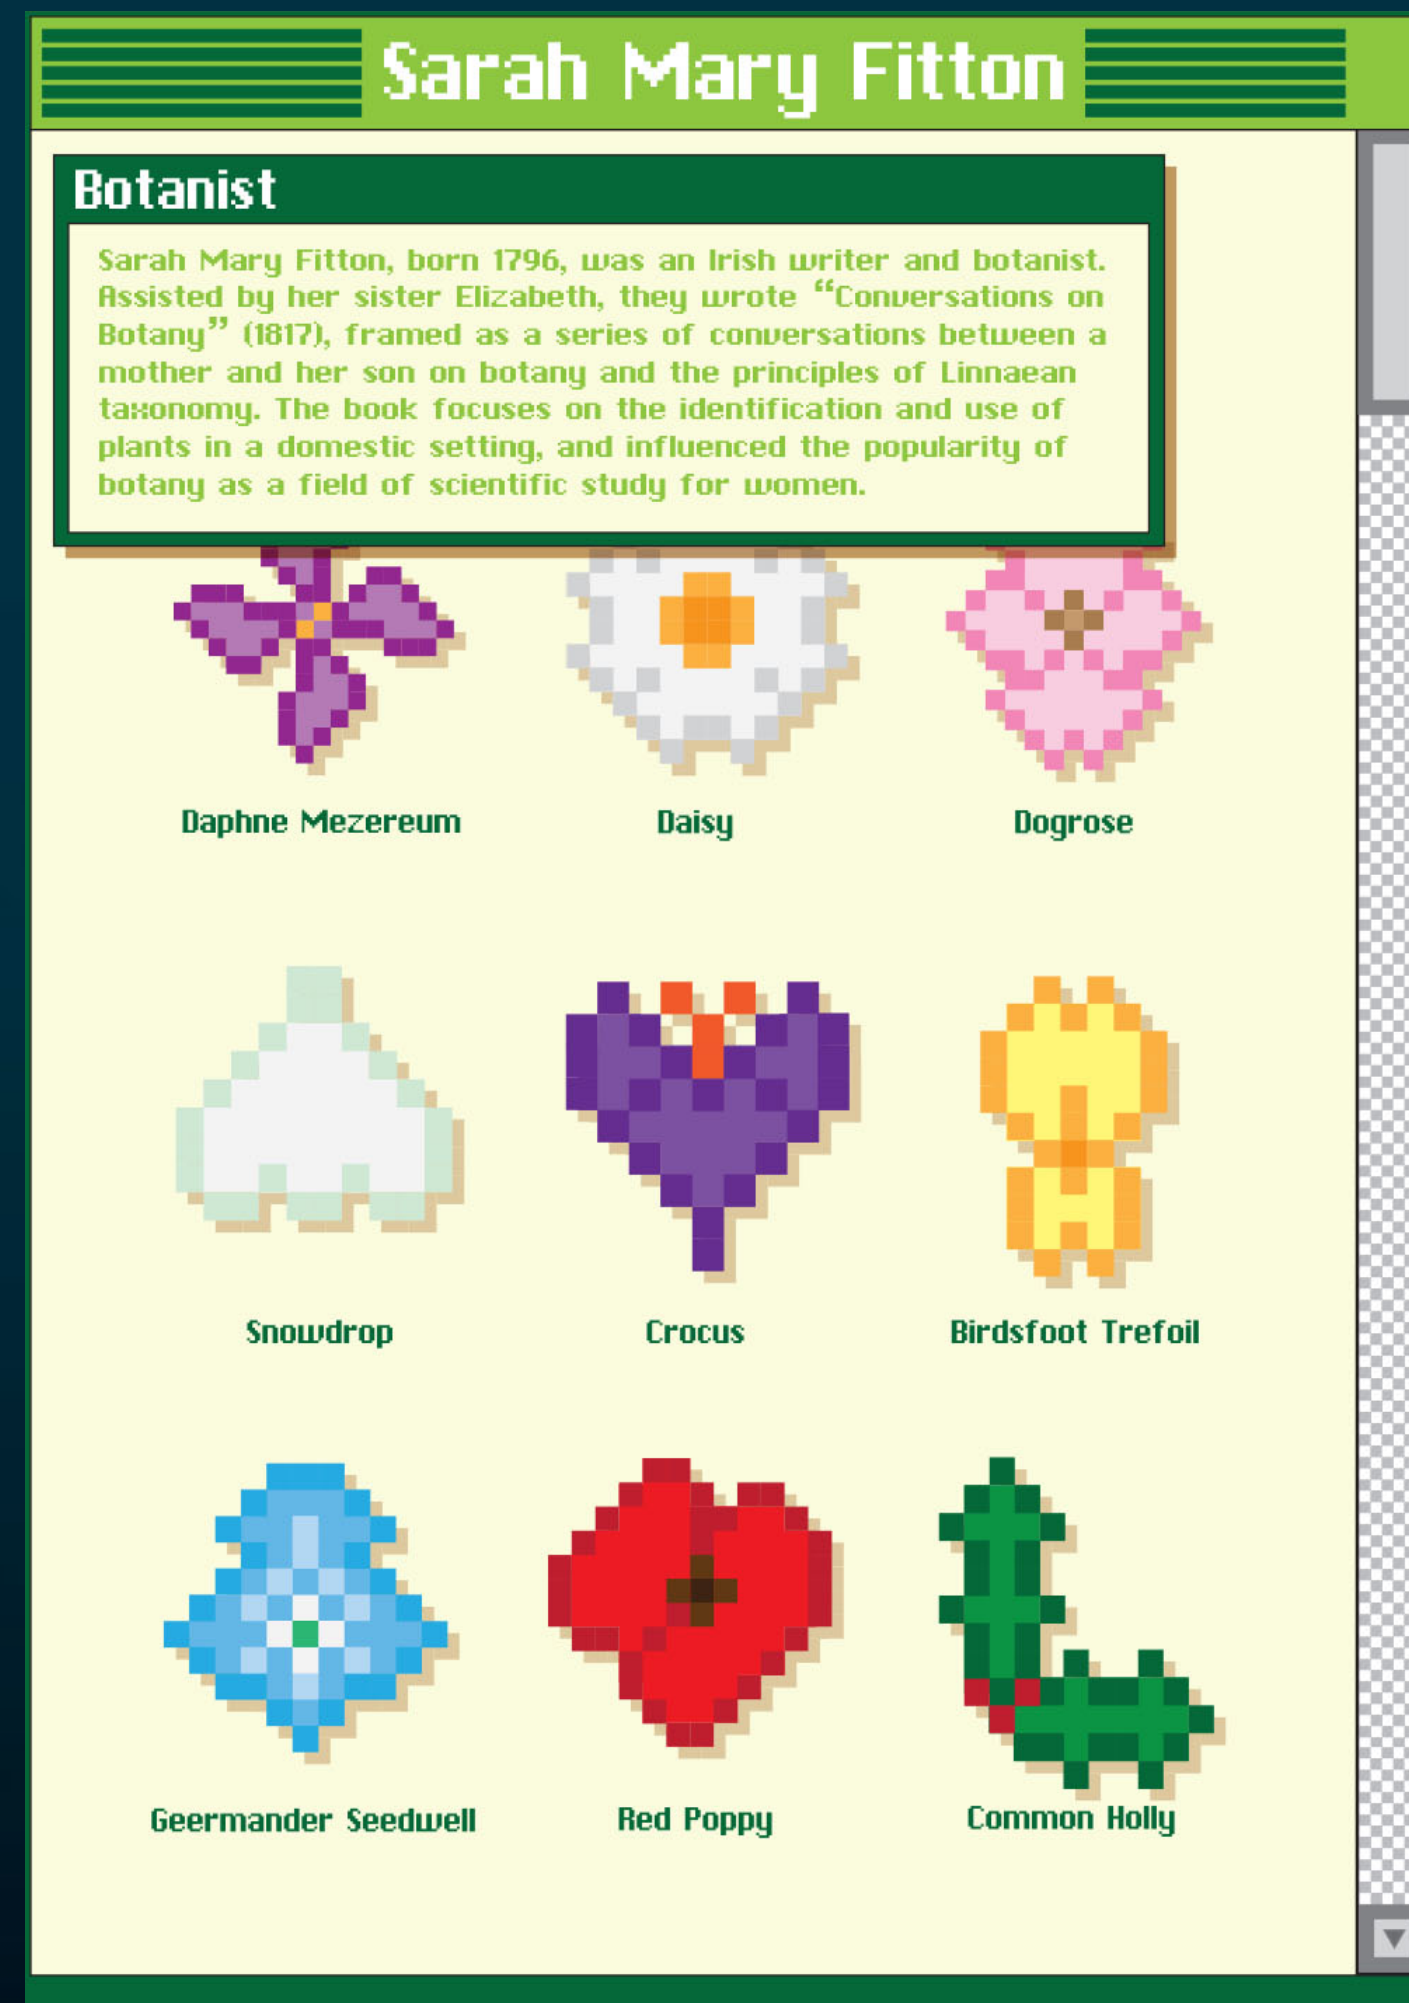 Sarah Mary Fitton
Botanist
Sarah Mary Fitton, born 1796, was an Irish writer and botanist.
Assisted by her sister Elizabeth, they wrote “Conversations on
Botany” (1817), framed as a series of conversations between a
mother and her son on botany and the principles of Linnaean
taxonomy. The book focuses on the identification and use of
plants in a domestic setting, and influenced the popularity of
botany as a field of scientific study for women.
Daphne Mezereum
Daisy
Dogrose
Snowdrop
Crocus
Birdsfoot Trefoil
Geermander Seedwell
Red Poppy
Common Holly